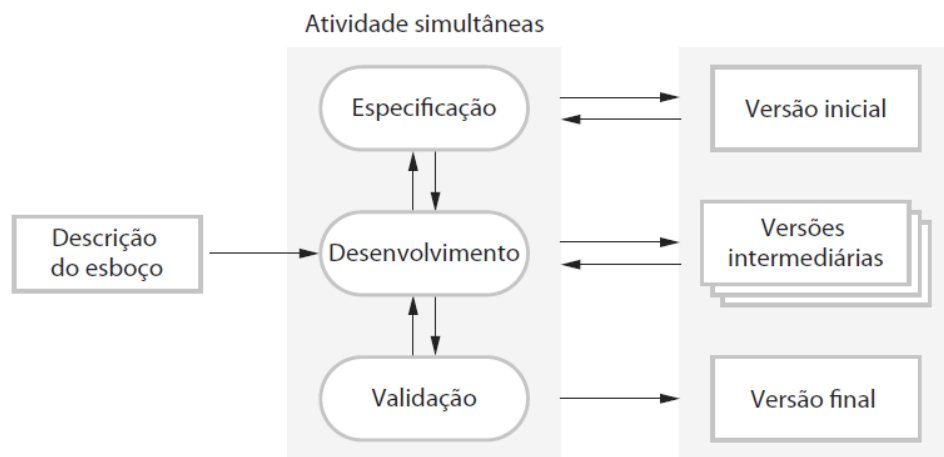 Atividade simultâneas
Especificação
Versão inicial
Descrição
do esboço
Desenvolvimento
Versões
intermediárias
Validação
Versão final